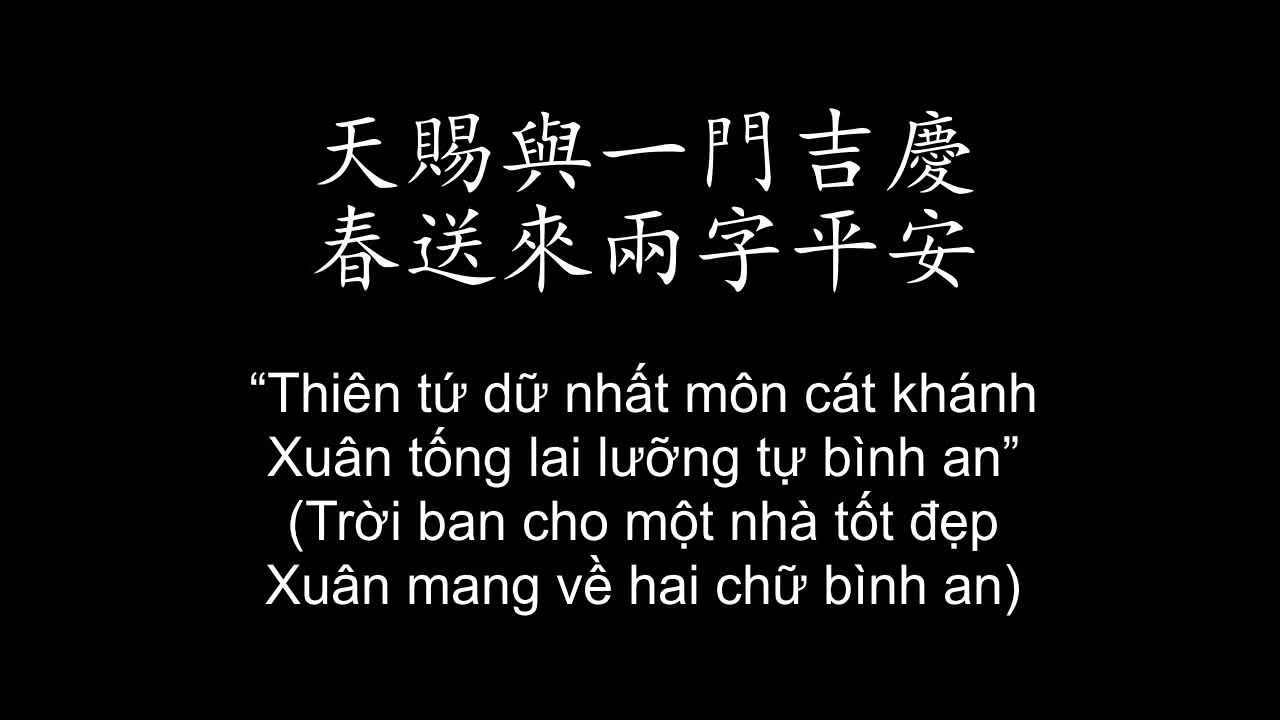 天賜與一門吉慶
春送來兩字平安
“Thiên tứ dữ nhất môn cát khánh
Xuân tống lai lưỡng tự bình an”
(Trời ban cho một nhà tốt đẹp
Xuân mang về hai chữ bình an)